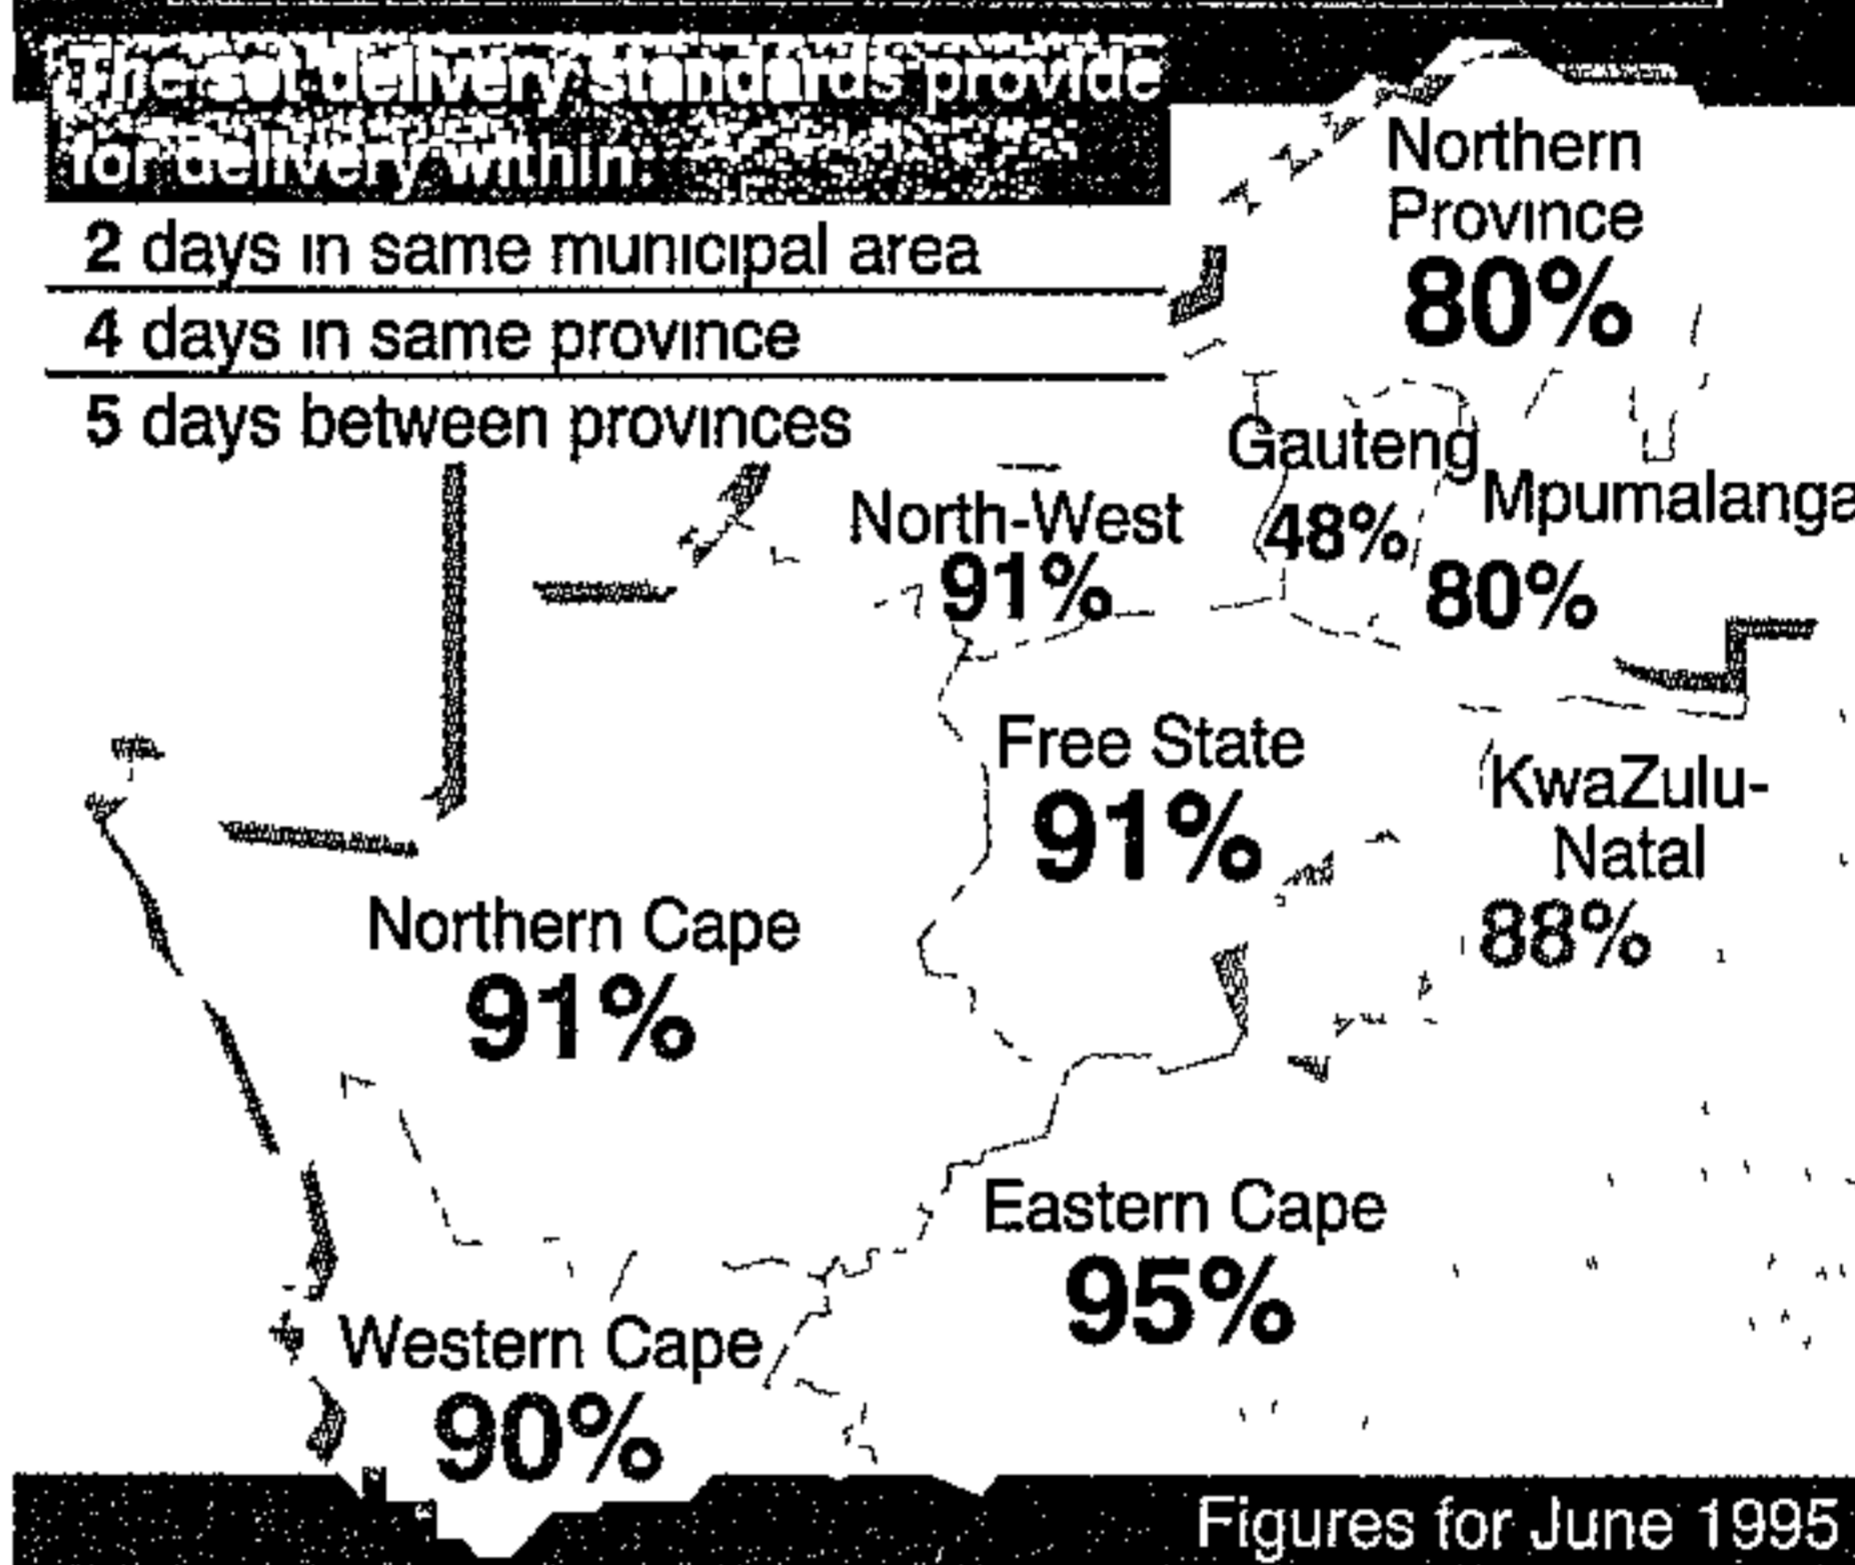 The set delivery standards provide
for delivery within:
2 days in same municipal area
4 days in same province
5 days between provinces
Northern
Province
80%
Gauteng
48%
Mpumalanga
80%
North-West
91%
Free State
91%
KwaZulu-
Natal
88%
Northern Cape
91%
Eastern Cape
95%
Western Cape
90%
Figures for June 1995